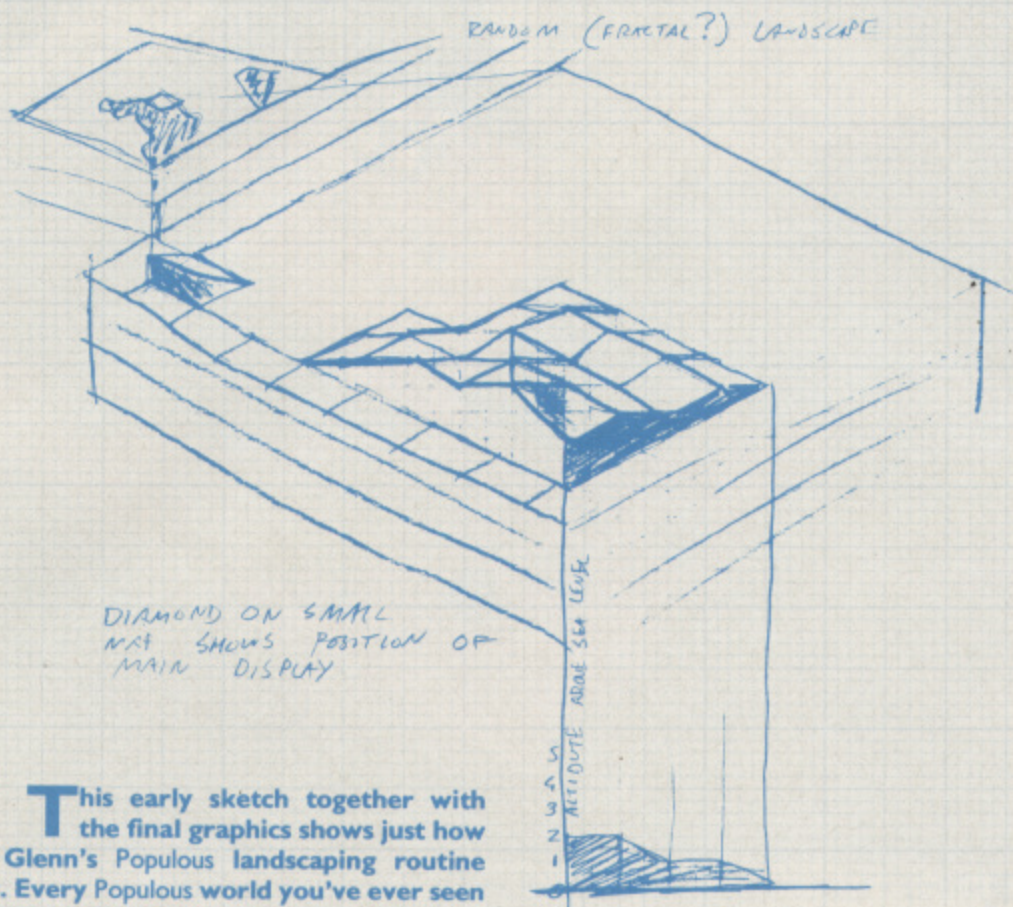 RANDOM (FRACTAL?) LANDSCAPE
DIAMOND ON SMALL
MAP SHOWS POSITION OF
MAIN DISPLAY
ALTIDUTE ABOVE SEA LEVEL
5
4
3
2
1
0
This early sketch together with
the final graphics shows just how
Glenn's Populous landscaping routine
. Every Populous world you've ever seen